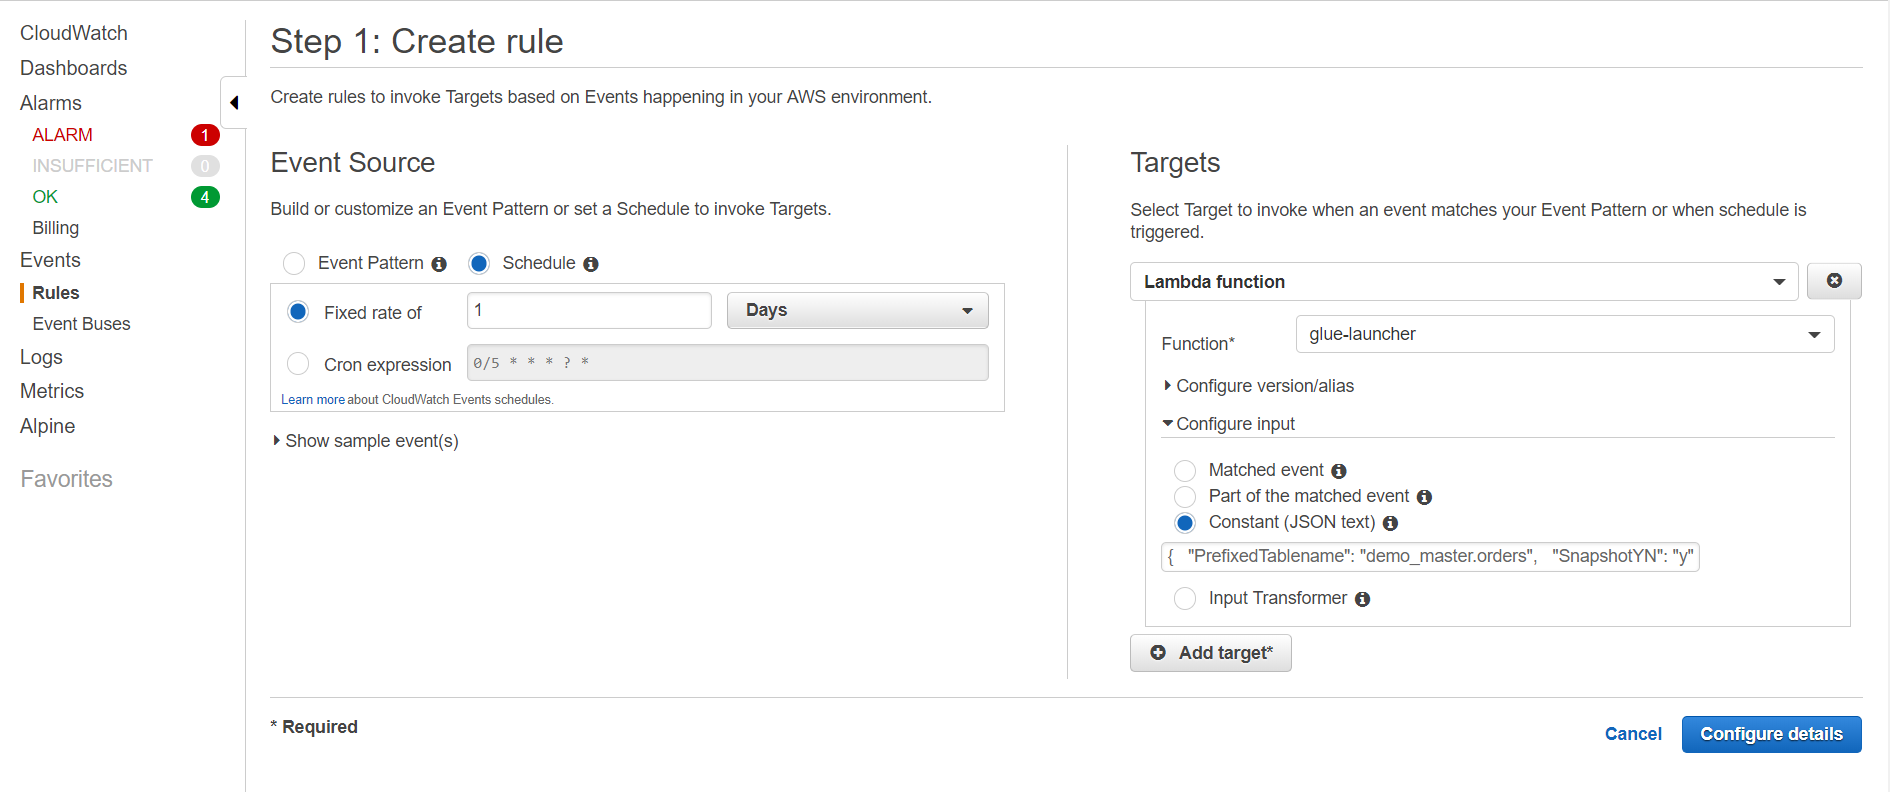 CloudWatch
Dashboards
Alarms
ALARM 1
INSUFFICIENT 0
OK 4
Billing
Events
Rules
Event Buses
Logs
Metrics
Alpine
Favorites
Step 1: Create rule
Create rules to invoke Targets based on Events happening in your AWS environment.
Event Source
Build or customize an Event Pattern or set a Schedule to invoke Targets.
Event Pattern Schedule
Fixed rate of 1 Days
Cron expression 0/5 * * * ? *
Learn more about CloudWatch Events schedules.
Show sample event(s)
Targets
Select Target to invoke when an event matches your Event Pattern or when schedule is
triggered.
Lambda function
Function* glue-launcher
Configure version/alias
Configure input
Matched event
Part of the matched event
Constant (JSON text)
{ "PrefixedTablename": "demo_master.orders", "SnapshotYN": "y"
Input Transformer
Add target*
* Required
Cancel Configure details